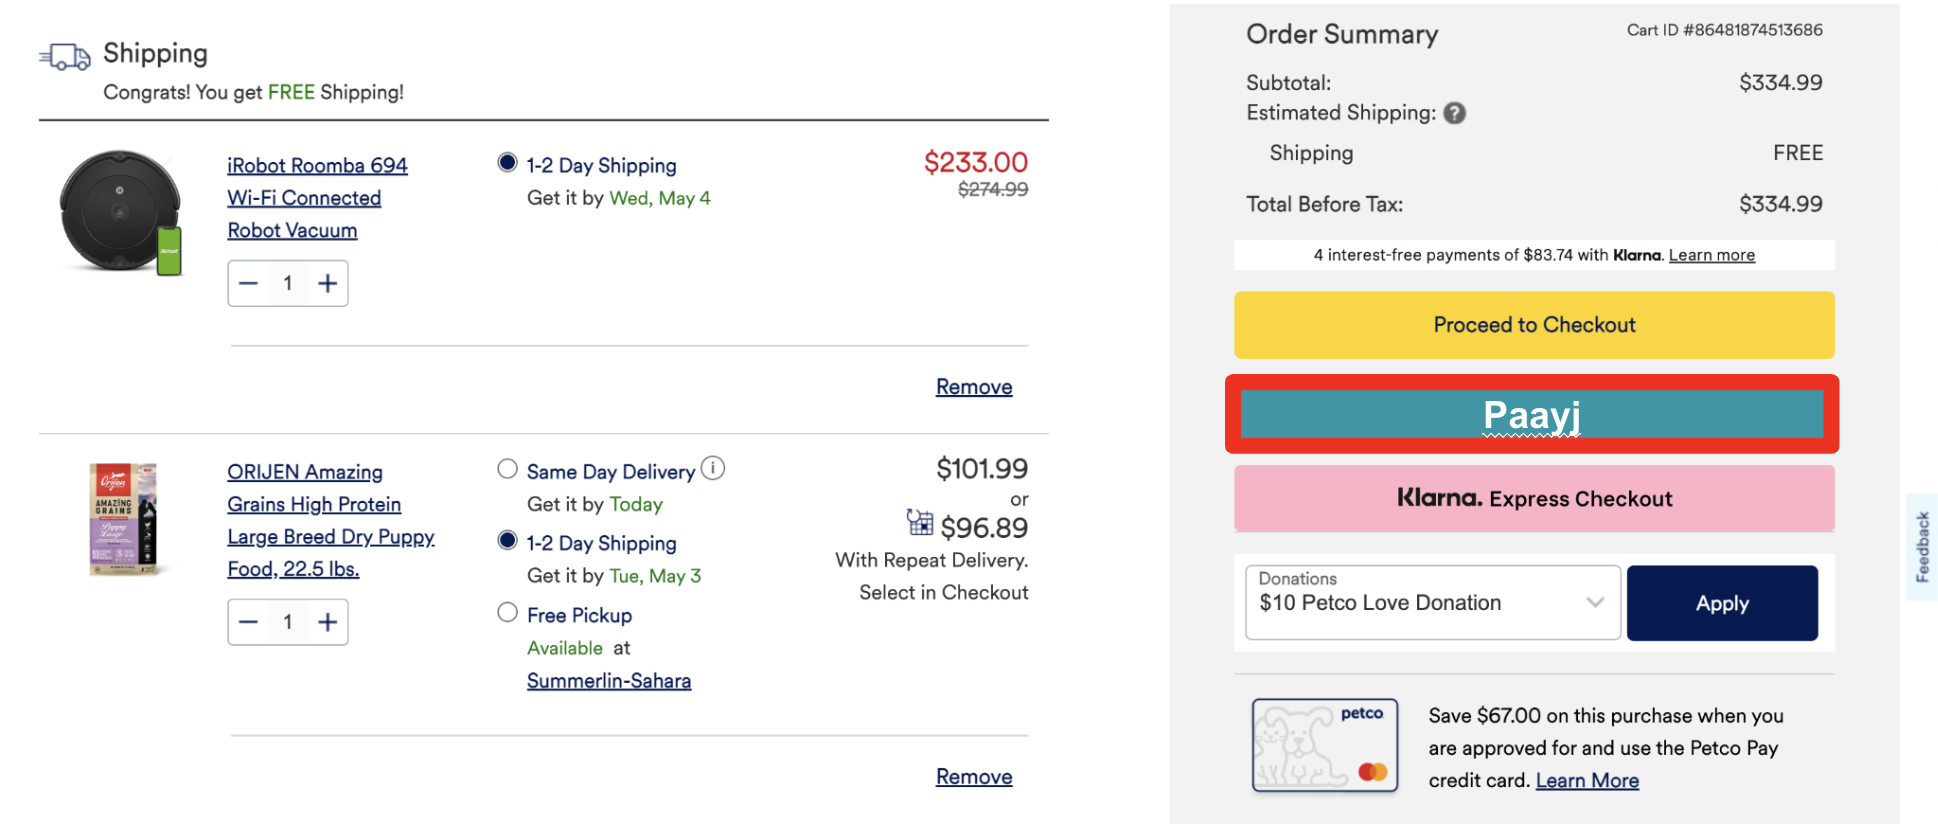 Shipping
Congrats! You get FREE Shipping!
iRobot Roomba 694
Wi-Fi Connected
Robot Vacuum
1-2 Day Shipping
Get it by Wed, May 4
$233.00
$274.99
1
Remove
ORIJEN Amazing
Grains High Protein
Large Breed Dry Puppy
Food, 22.5 lbs.
1
Same Day Delivery
Get it by Today
1-2 Day Shipping
Get it by Tue, May 3
Free Pickup
Available at
Summerlin-Sahara
$101.99
or
$96.89
With Repeat Delivery.
Select in Checkout
Remove
Orijen
AMAZING
GRAINS
Order Summary
Cart ID #86481874513686
Subtotal: $334.99
Estimated Shipping: ?
Shipping FREE
Total Before Tax: $334.99
4 interest-free payments of $83.74 with Klarna. Learn more
Proceed to Checkout
Paayj
Klarna. Express Checkout
Donations
$10 Petco Love Donation
Apply
petco
Save $67.00 on this purchase when you
are approved for and use the Petco Pay
credit card. Learn More
Feedback